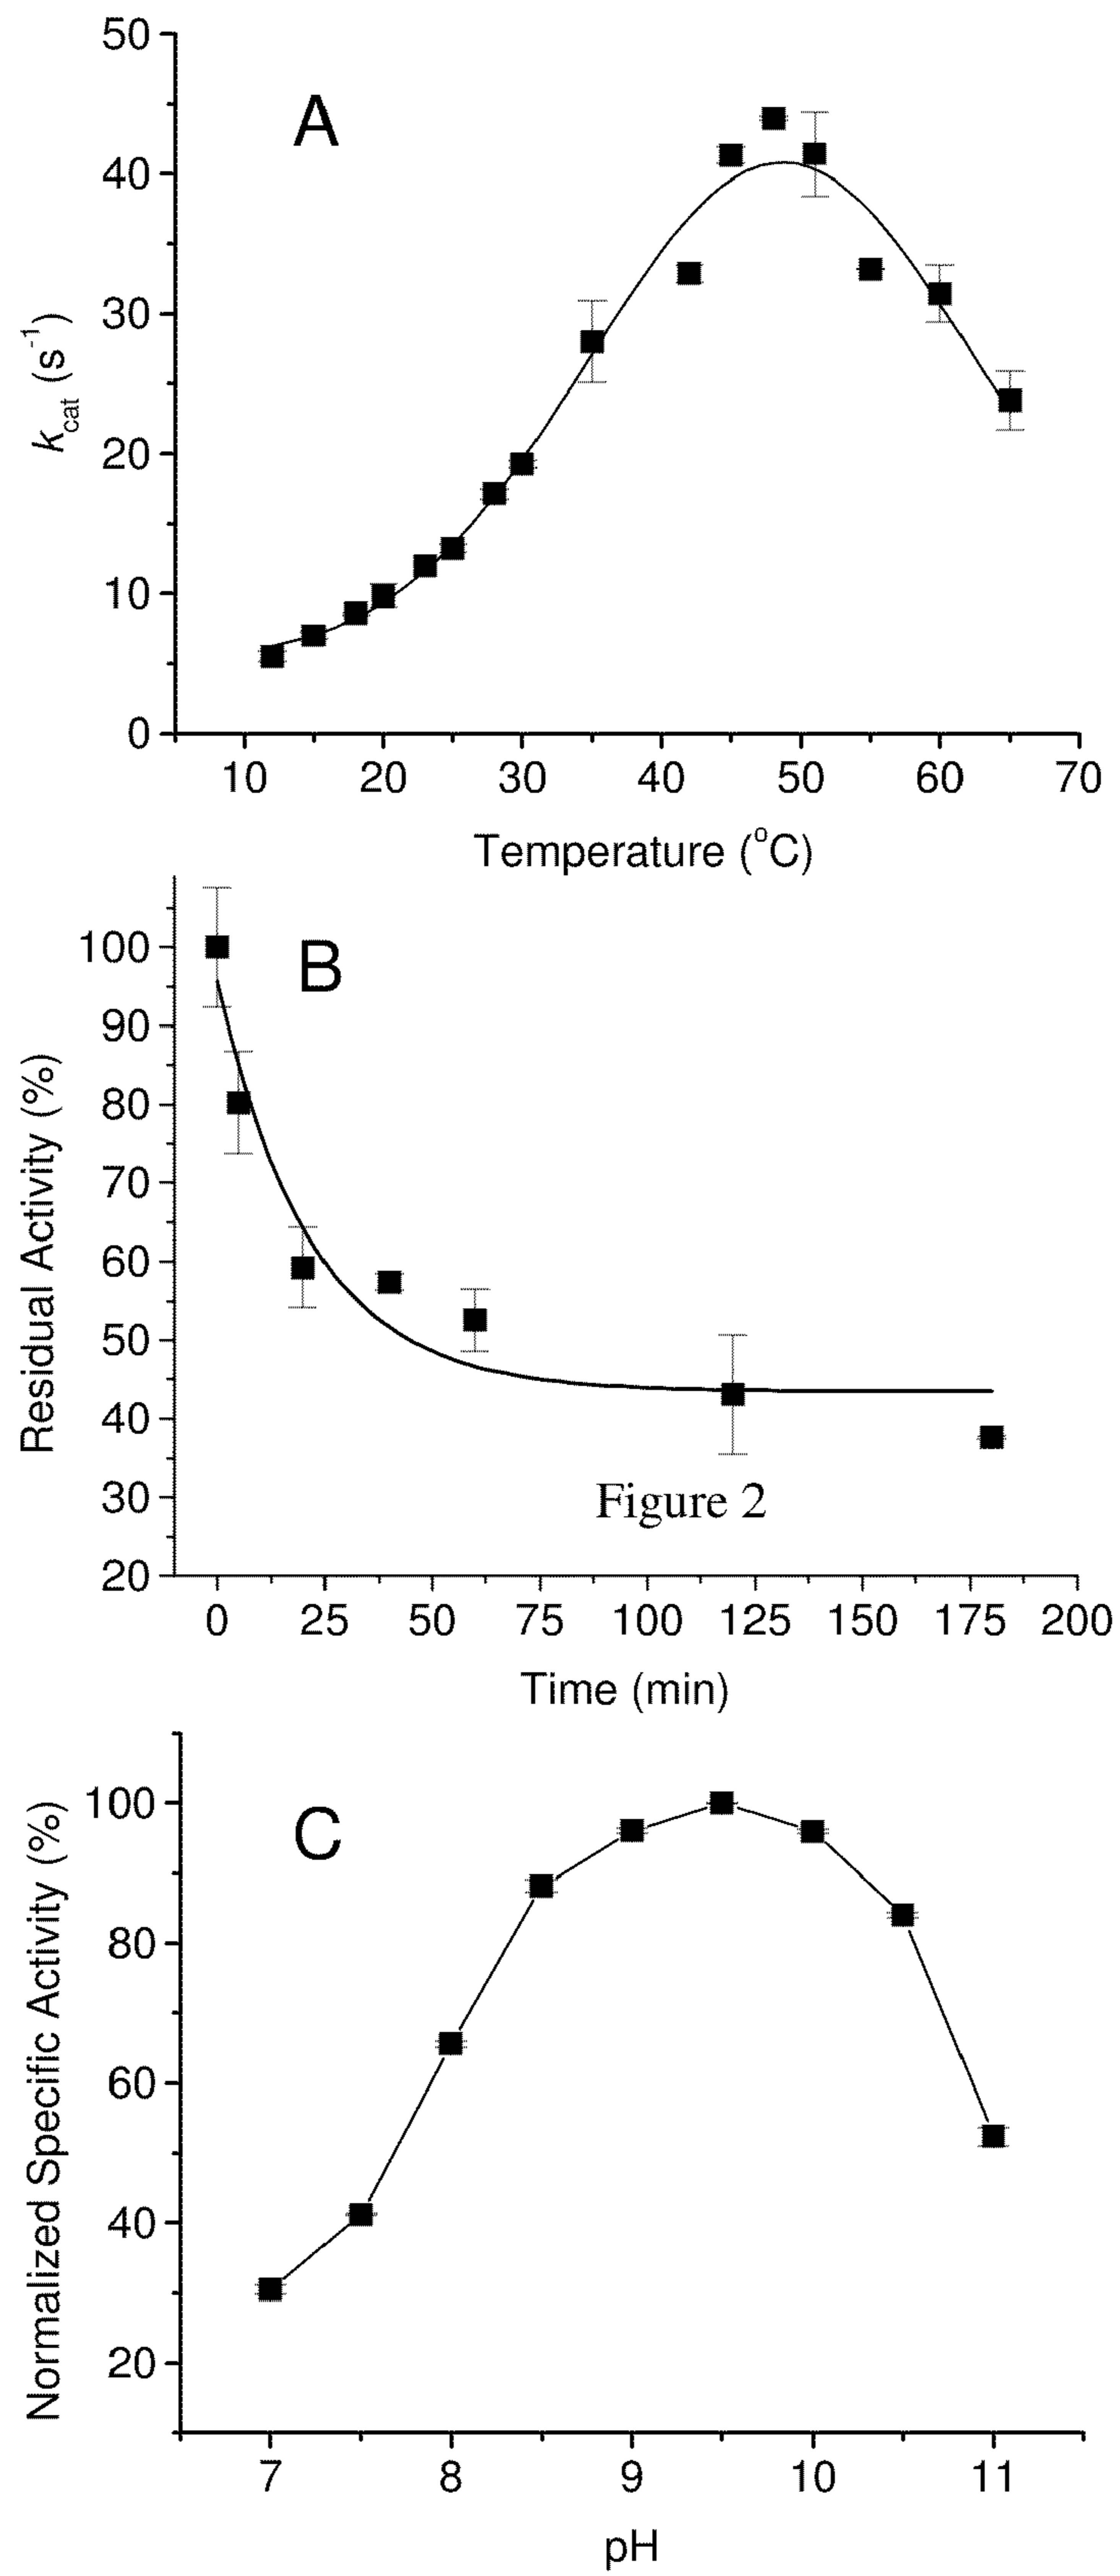 A
50
40
30
20
10
0
k_cat (s^-1)
10 20 30 40 50 60 70
Temperature (°C)
B
100
90
80
70
60
50
40
30
20
Residual Activity (%)
Figure 2
0 25 50 75 100 125 150 175 200
Time (min)
C
100
80
60
40
20
Normalized Specific Activity (%)
7 8 9 10 11
pH